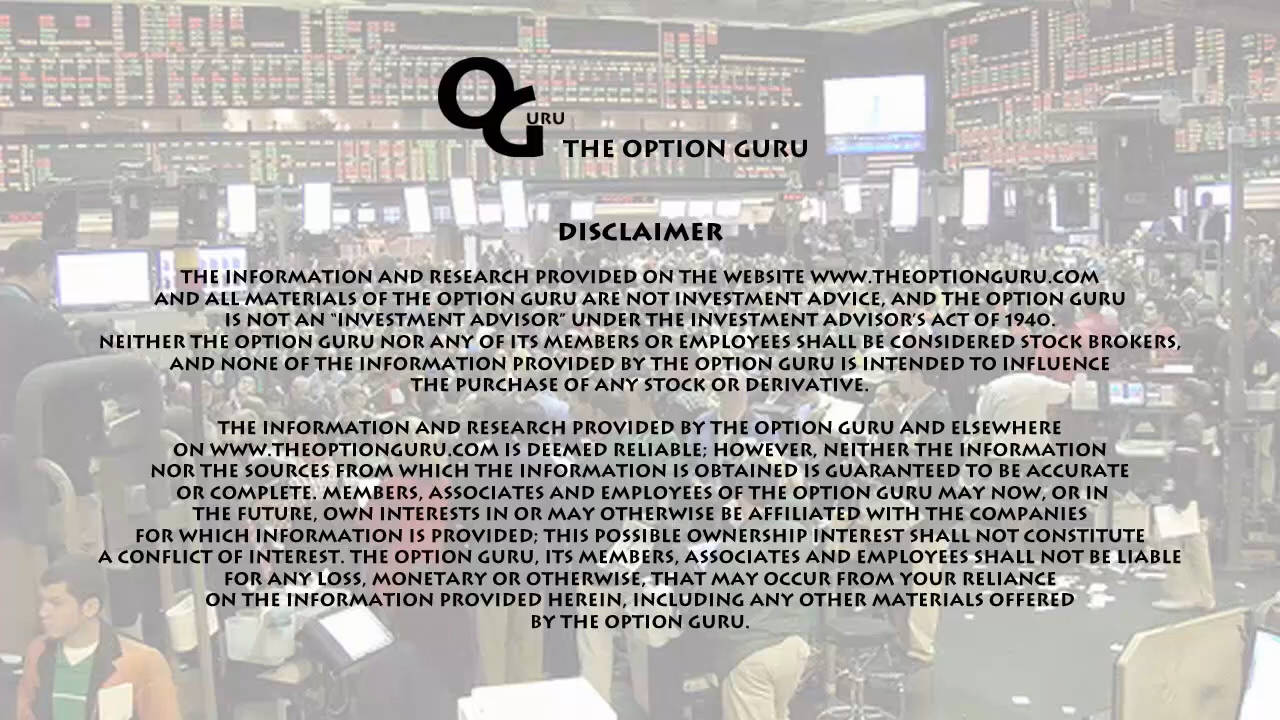 OG URU
THE OPTION GURU
DISCLAIMER
THE INFORMATION AND RESEARCH PROVIDED ON THE WEBSITE WWW.THEOPTIONGURU.COM
AND ALL MATERIALS OF THE OPTION GURU ARE NOT INVESTMENT ADVICE, AND THE OPTION GURU
IS NOT AN “INVESTMENT ADVISOR” UNDER THE INVESTMENT ADVISOR’S ACT OF 1940.
NEITHER THE OPTION GURU NOR ANY OF ITS MEMBERS OR EMPLOYEES SHALL BE CONSIDERED STOCK BROKERS,
AND NONE OF THE INFORMATION PROVIDED BY THE OPTION GURU IS INTENDED TO INFLUENCE
THE PURCHASE OF ANY STOCK OR DERIVATIVE.
THE INFORMATION AND RESEARCH PROVIDED BY THE OPTION GURU AND ELSEWHERE
ON WWW.THEOPTIONGURU.COM IS DEEMED RELIABLE; HOWEVER, NEITHER THE INFORMATION
NOR THE SOURCES FROM WHICH THE INFORMATION IS OBTAINED IS GUARANTEED TO BE ACCURATE
OR COMPLETE. MEMBERS, ASSOCIATES AND EMPLOYEES OF THE OPTION GURU MAY NOW, OR IN
THE FUTURE, OWN INTERESTS IN OR MAY OTHERWISE BE AFFILIATED WITH THE COMPANIES
FOR WHICH INFORMATION IS PROVIDED; THIS POSSIBLE OWNERSHIP INTEREST SHALL NOT CONSTITUTE
A CONFLICT OF INTEREST. THE OPTION GURU, ITS MEMBERS, ASSOCIATES AND EMPLOYEES SHALL NOT BE LIABLE
FOR ANY LOSS, MONETARY OR OTHERWISE, THAT MAY OCCUR FROM YOUR RELIANCE
ON THE INFORMATION PROVIDED HEREIN, INCLUDING ANY OTHER MATERIALS OFFERED
BY THE OPTION GURU.